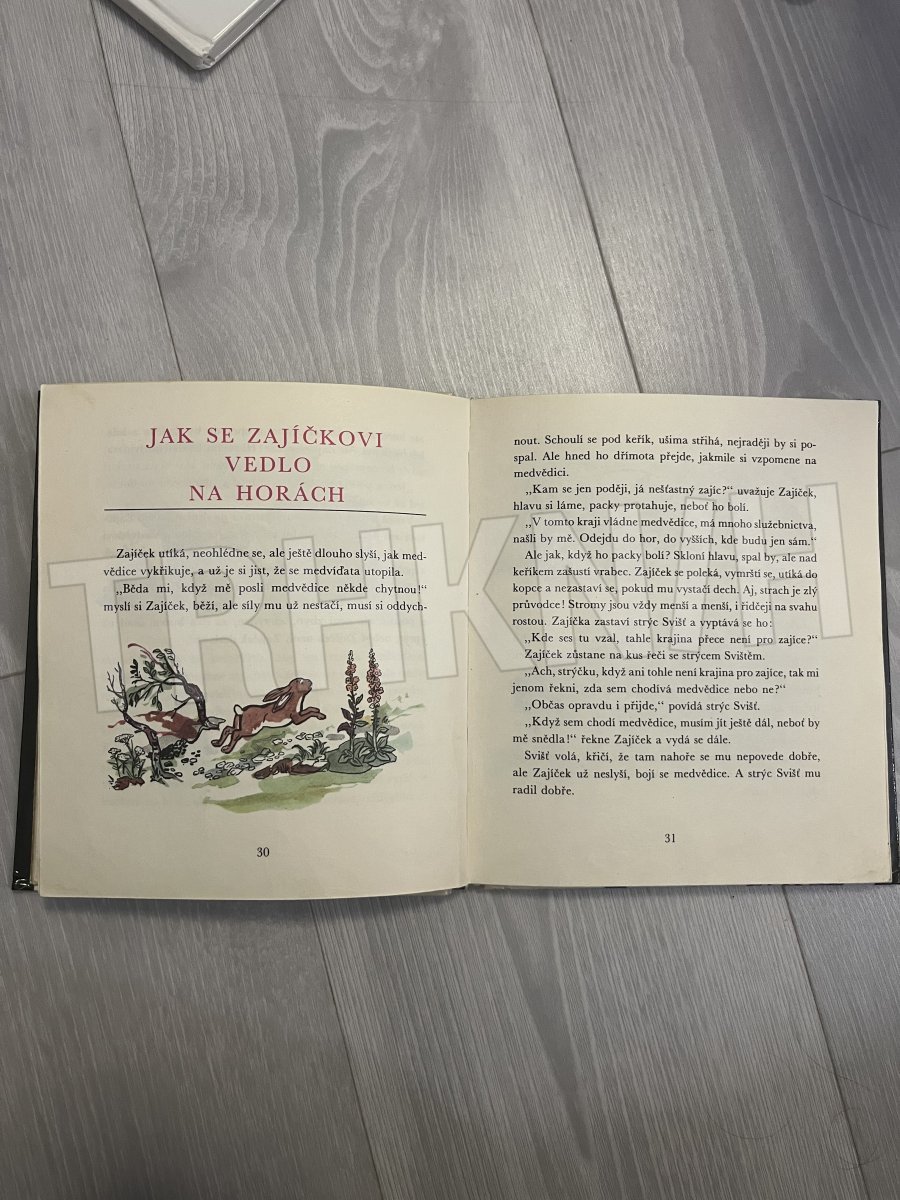 JAK SE ZAJÍČKOVI
VEDLO
NA HORÁCH
Zajíček utíká, neohlédne se, ale ještě dlouho slyší, jak med-
vědice vykřikuje, a už je si jist, že se medvíďata utopila.
„Běda mi, když mě posli medvědice někde chytnou!“
myslí si Zajíček, běží, ale síly mu už nestačí, musí si oddych-
30
nout. Schoulí se pod keřík, ušima stříhá, nejraději by si po-
spal. Ale hned ho dřímota přejde, jakmile si vzpomene na
medvědici.
„Kam se jen poději, já nešťastný zajíc?“ uvažuje Zajíček,
hlavu si láme, packy protahuje, neboť ho bolí.
„V tomto kraji vládne medvědice, má mnoho služebnictva,
našli by mě. Odejdu do hor, do vyšších, kde budu jen sám.“
Ale jak, když ho packy bolí? Skloní hlavu, spal by, ale nad
keříkem zašustí vrabec. Zajíček se poleká, vymrští se, utíká do
kopce a nezastaví se, pokud mu vystačí dech. Aj, strach je zlý
průvodce! Stromy jsou vždy menší a menší, i řidčeji na svahu
rostou. Zajíčka zastaví strýc Svišť a vyptává se ho:
„Kde ses tu vzal, tahle krajina přece není pro zajíce?“
Zajíček zůstane na kus řeči se strýcem Svištěm.
„Ach, strýčku, když ani tohle není krajina pro zajíce, tak mi
jenom řekni, zda sem chodívá medvědice nebo ne?“
„Občas opravdu i přijde,“ povídá strýc Svišť.
„Když sem chodí medvědice, musím jít ještě dál, neboť by
mě snědla!“ řekne Zajíček a vydá se dále.
Svišť volá, křičí, že tam nahoře se mu nepovede dobře,
ale Zajíček už neslyší, bojí se medvědice. A strýc Svišť mu
radil dobře.
31
TRHKNIH